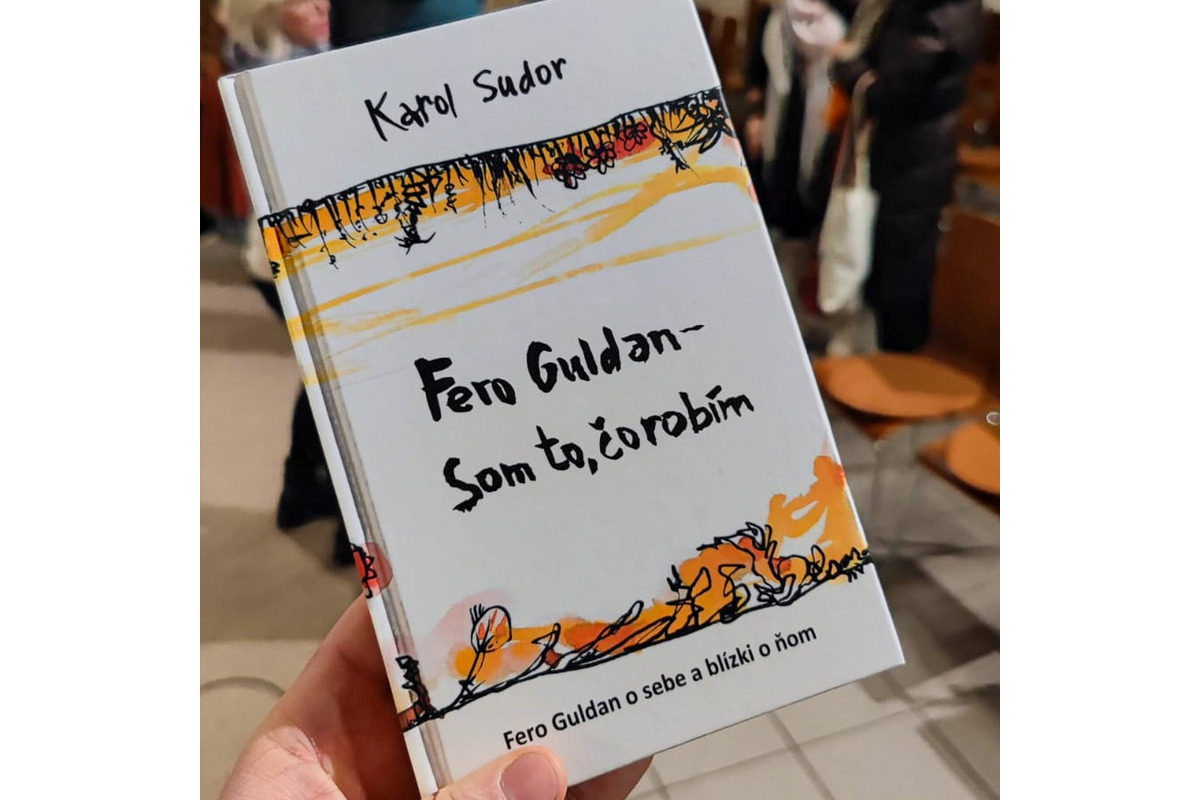 Karol Sudor
Fero Guldan–
Som to, čo robím
Fero Guldan o sebe a blízki o ňom